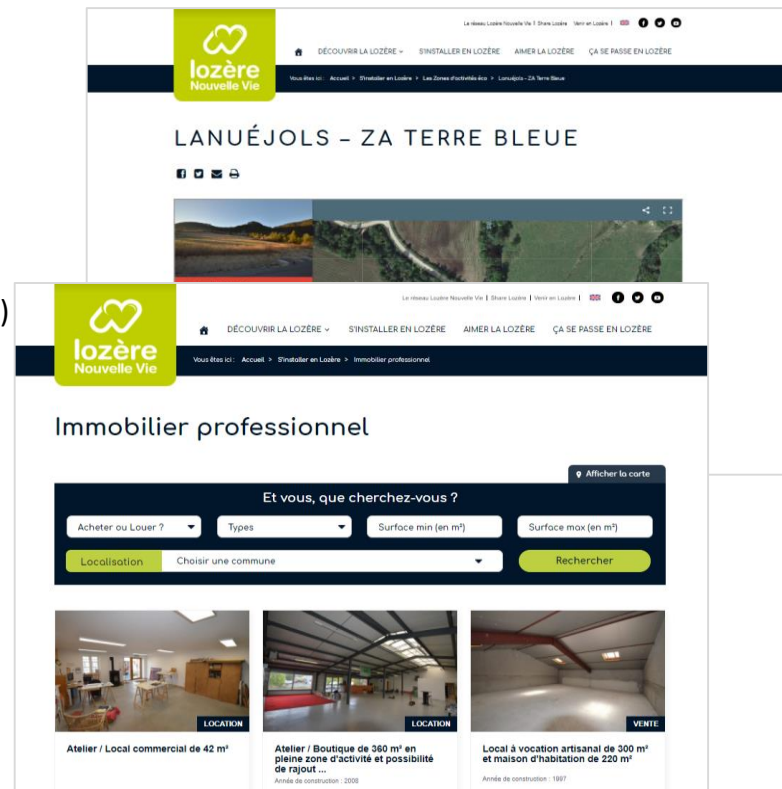 Le réseau Lozère Nouvelle Vie | Share Lozère | Venir en Lozère |
DÉCOUVRIR LA LOZÈRE S'INSTALLER EN LOZÈRE AIMER LA LOZÈRE ÇA SE PASSE EN LOZÈRE
lozère
Nouvelle Vie
Vous êtes ici : Accueil > S'installer en Lozère > Les Zones d'activités éco > Lanuéjols - ZA Terre Bleue
LANUÉJOLS – ZA TERRE BLEUE
)
Le réseau Lozère Nouvelle Vie | Share Lozère | Venir en Lozère |
DÉCOUVRIR LA LOZÈRE S'INSTALLER EN LOZÈRE AIMER LA LOZÈRE ÇA SE PASSE EN LOZÈRE
lozère
Nouvelle Vie
Vous êtes ici : Accueil > S'installer en Lozère > Immobilier professionnel
Immobilier professionnel
Afficher la carte
Et vous, que cherchez-vous ?
Acheter ou Louer ? Types Surface min (en m²) Surface max (en m²)
Localisation Choisir une commune Rechercher
LOCATION LOCATION VENTE
Atelier / Local commercial de 42 m²
Atelier / Boutique de 360 m² en
pleine zone d'activité et possibilité
de rajout ...
Année de construction : 2008
Local à vocation artisanal de 300 m²
et maison d'habitation de 220 m²
Année de construction : 1997